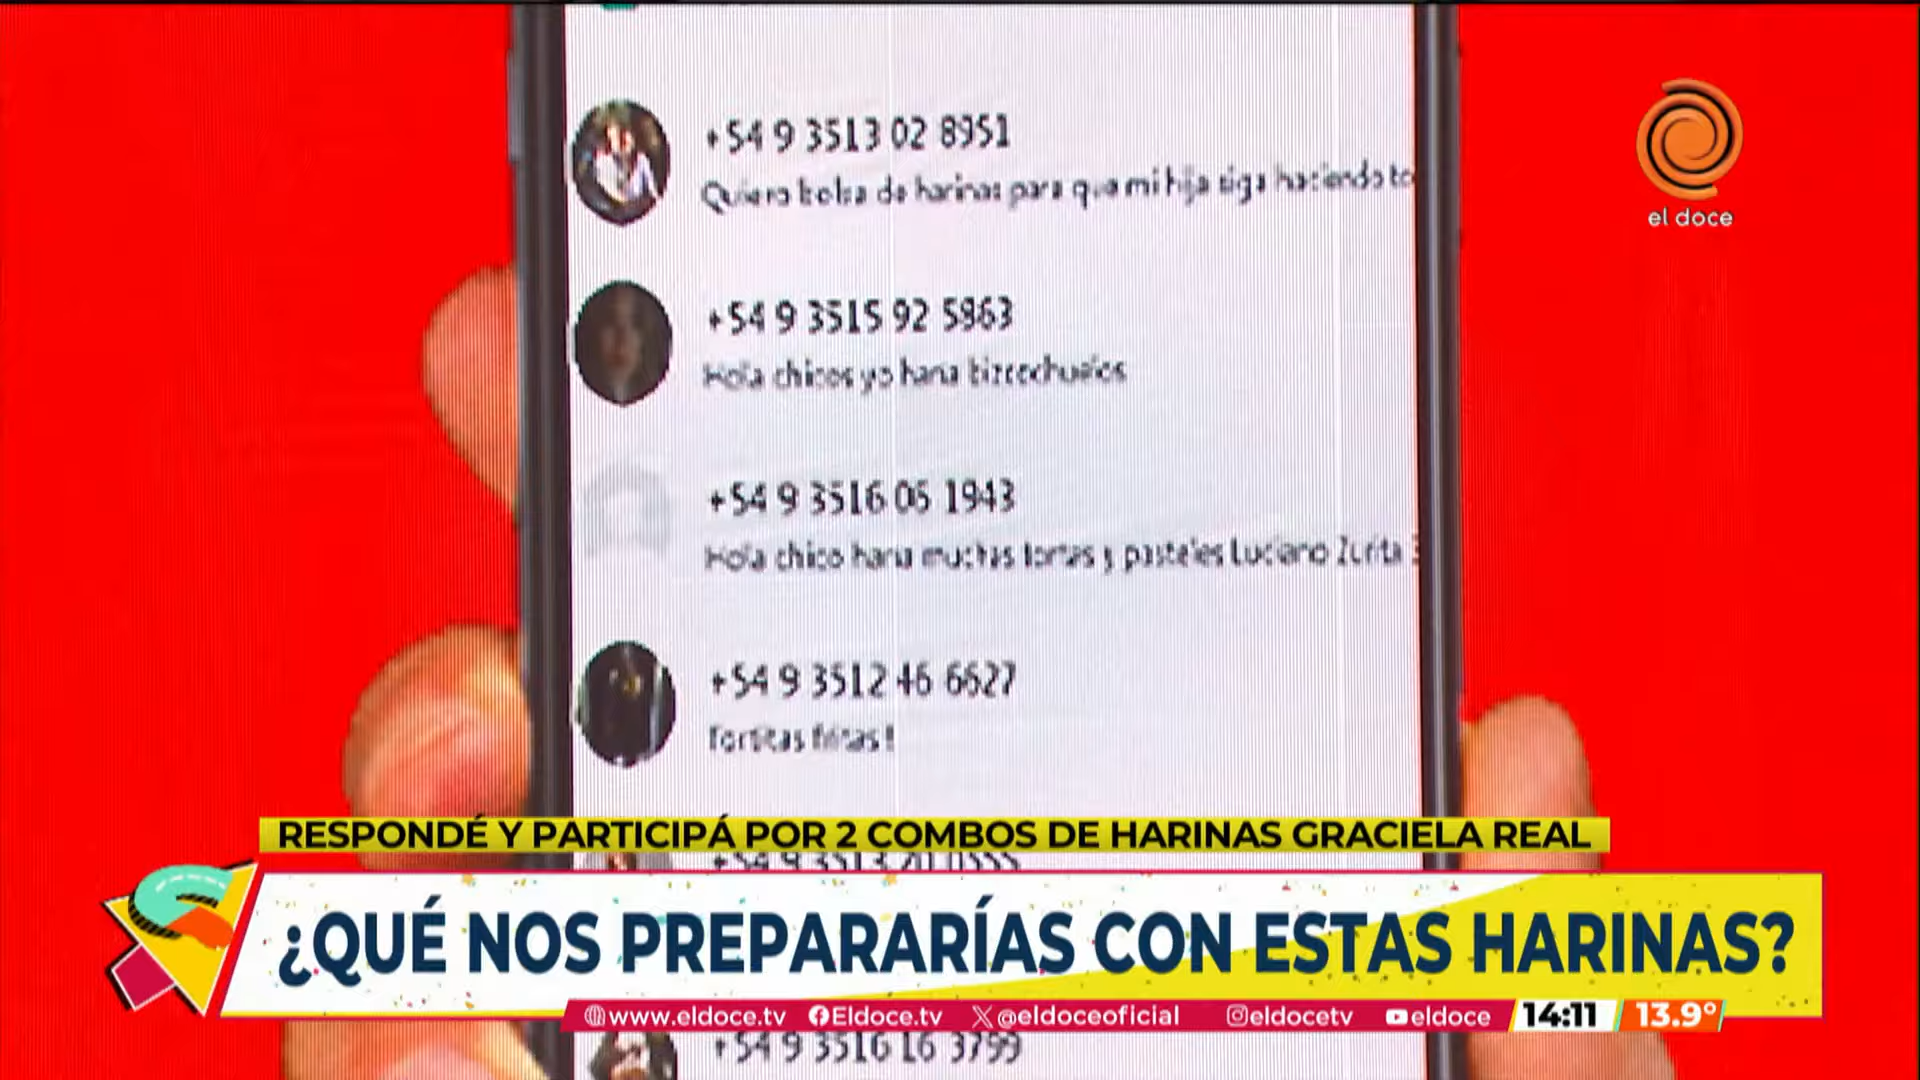 +54 9 3513 02 8951
Quiero bolsa de harinas para que mi hija siga haciendo to
el doce
+54 9 3515 92 5863
Hola chicos yo haria bizcochuelos
+54 9 3516 05 1943
Hola chico haria muchas tortas y pasteles Luciano Zurita
+54 9 3512 46 6627
Tortitas fritas!
RESPONDÉ Y PARTICIPÁ POR 2 COMBOS DE HARINAS GRACIELA REAL
¿QUÉ NOS PREPARARÍAS CON ESTAS HARINAS?
www.eldoce.tv Eldoce.tv @eldoceoficial eldocetv eldoce 14:11 13.9°
+54 9 3516 16 3799